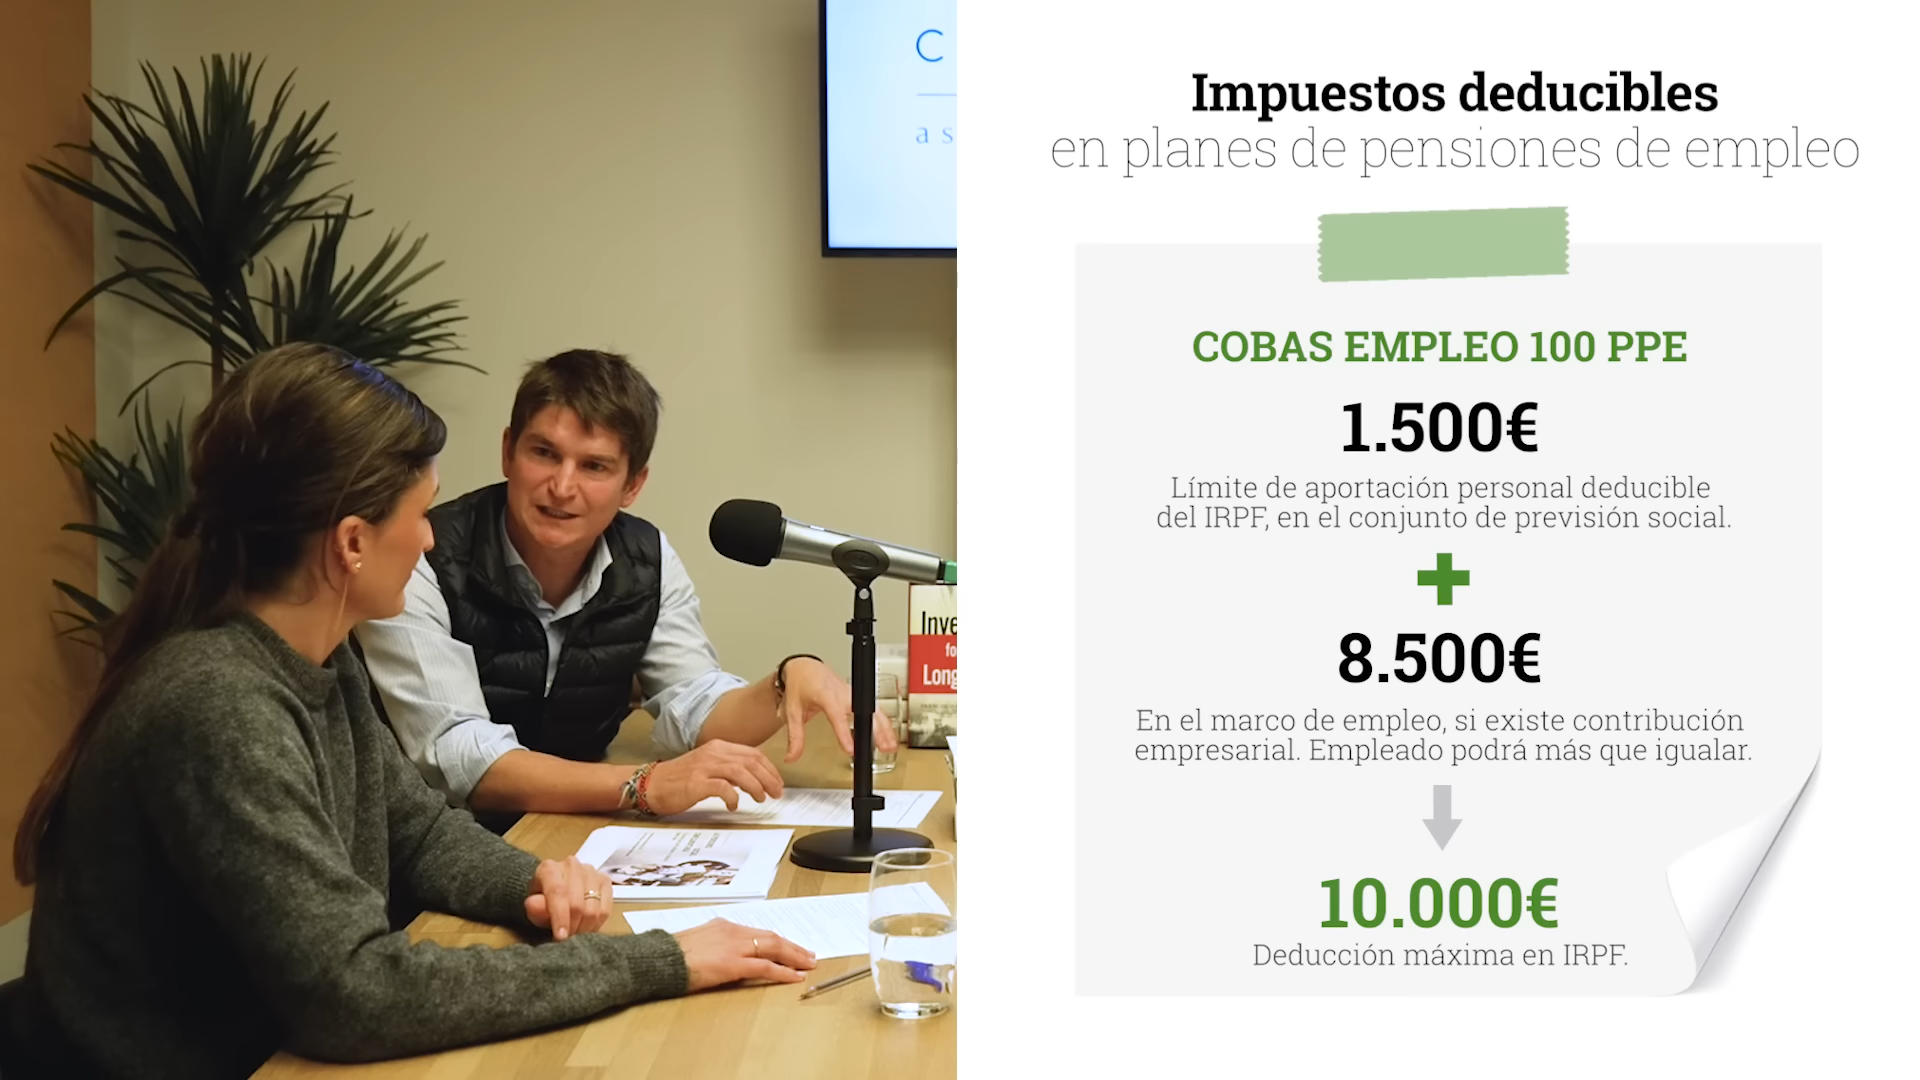 C
a s
Inve
fo
Long
Impuestos deducibles
en planes de pensiones de empleo
COBAS EMPLEO 100 PPE
1.500€
Límite de aportación personal deducible
del IRPF, en el conjunto de previsión social.
8.500€
En el marco de empleo, si existe contribución
empresarial. Empleado podrá más que igualar.
10.000€
Deducción máxima en IRPF.